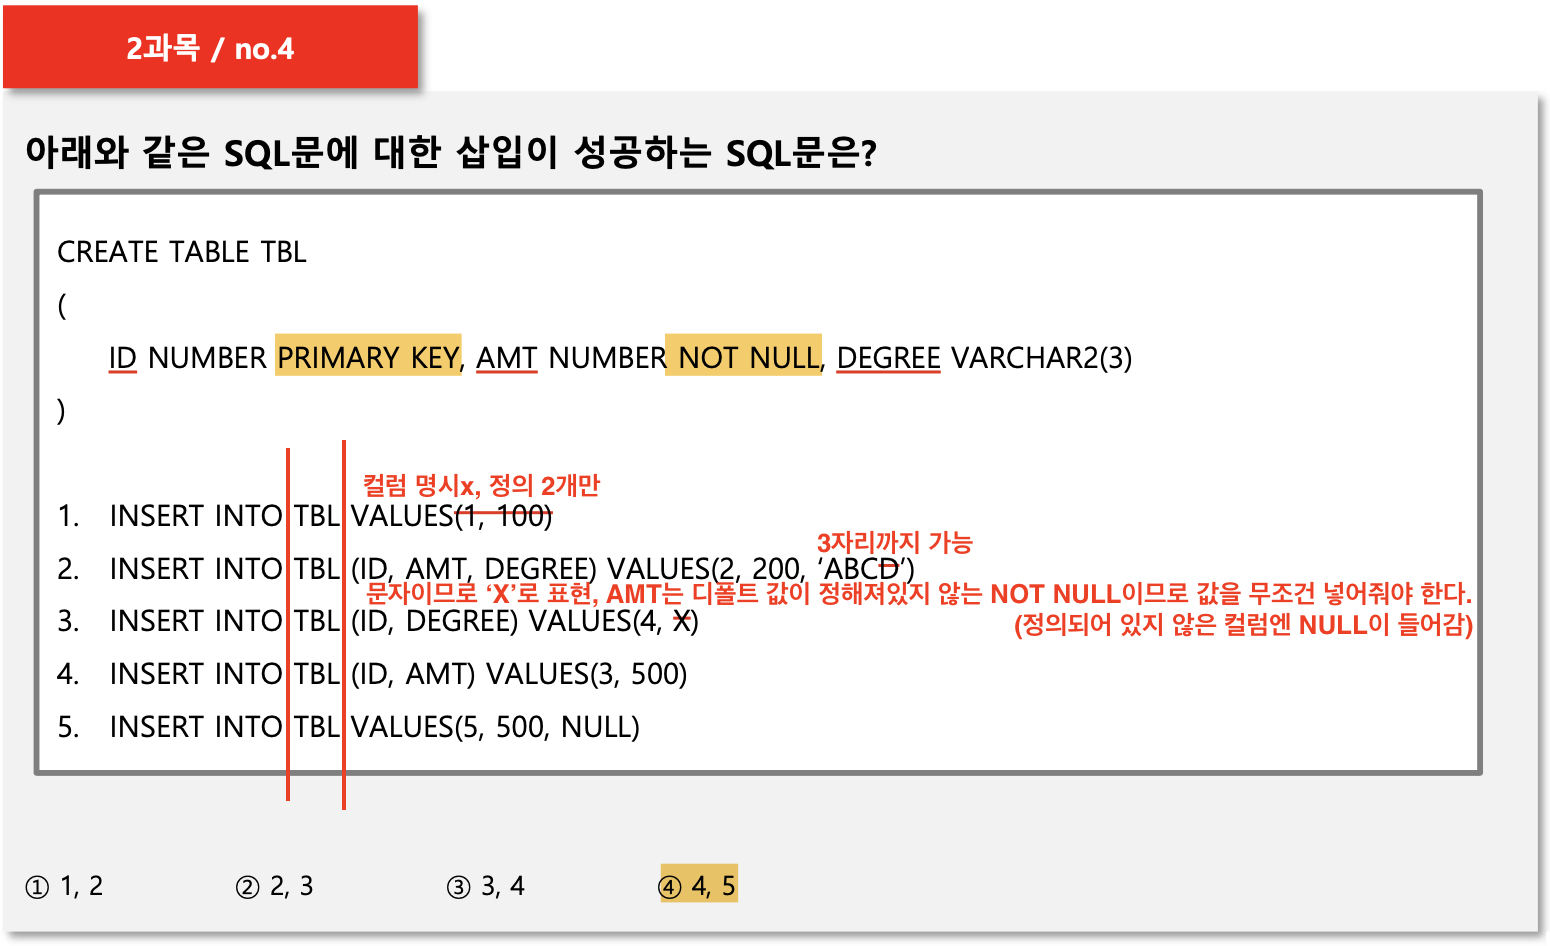 2과목 / no.4
아래와 같은 SQL문에 대한 삽입이 성공하는 SQL문은?
CREATE TABLE TBL
(
ID NUMBER PRIMARY KEY, AMT NUMBER NOT NULL, DEGREE VARCHAR2(3)
)
컬럼 명시x, 정의 2개만
1. INSERT INTO TBL VALUES(1, 100)
3자리까지 가능
2. INSERT INTO TBL (ID, AMT, DEGREE) VALUES(2, 200, ‘ABCD’)
문자이므로 ‘X’로 표현, AMT는 디폴트 값이 정해져있지 않는 NOT NULL이므로 값을 무조건 넣어줘야 한다.
3. INSERT INTO TBL (ID, DEGREE) VALUES(4, X)
(정의되어 있지 않은 컬럼엔 NULL이 들어감)
4. INSERT INTO TBL (ID, AMT) VALUES(3, 500)
5. INSERT INTO TBL VALUES(5, 500, NULL)
① 1, 2 ② 2, 3 ③ 3, 4 ④ 4, 5